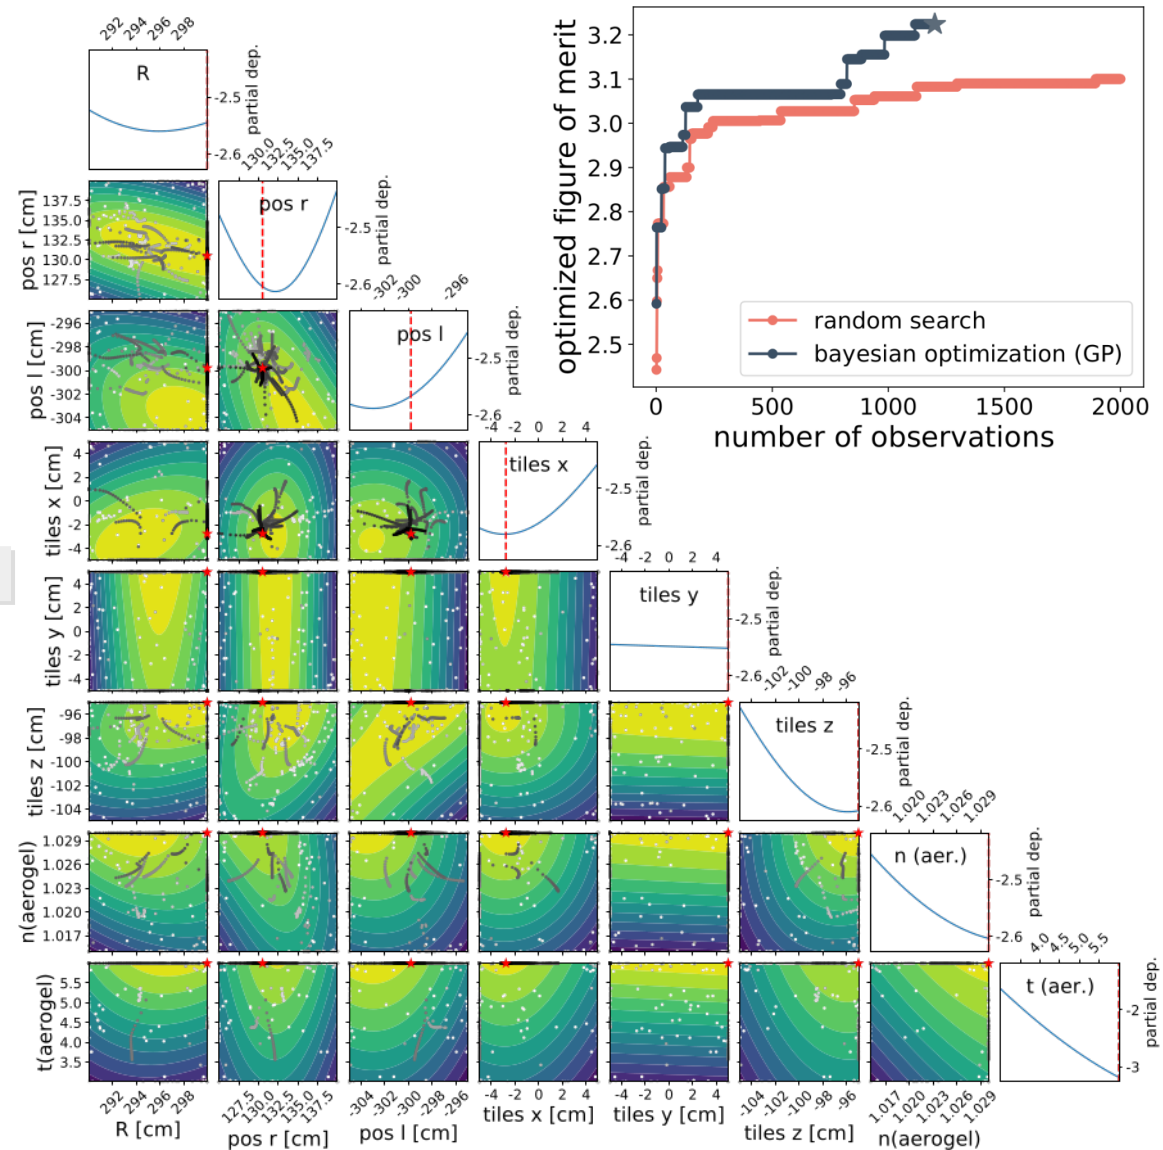 292 294 296 298
R
-2.5
-2.6
partial dep.
130.0 132.5 135.0 137.5
pos r [cm]
137.5
135.0
132.5
130.0
127.5
pos r
-2.5
-2.6
partial dep.
-302 -300 -296
pos l [cm]
-296
-298
-300
-302
-304
pos l
-2.5
-2.6
partial dep.
-4 -2 0 2 4
tiles x [cm]
4
2
0
-2
-4
tiles x
-2.5
-2.6
partial dep.
-4 -2 0 2 4
tiles y [cm]
4
2
0
-2
-4
tiles y
-2.5
-2.6
partial dep.
-102 -100 -98 -96
tiles z [cm]
-96
-98
-100
-102
-104
tiles z
-2.5
-2.6
partial dep.
1.020 1.023 1.026 1.029
n(aerogel)
1.029
1.026
1.023
1.020
1.017
n (aer.)
-2.5
-2.6
partial dep.
4.0 4.5 5.0 5.5
t(aerogel)
5.5
5.0
4.5
4.0
3.5
t (aer.)
-2
-3
partial dep.
292 294 296 298
R [cm]
127.5 130.0 132.5 135.0 137.5
pos r [cm]
-304 -302 -300 -298 -296
pos l [cm]
-4 -2 0 2 4
tiles x [cm]
-4 -2 0 2 4
tiles y [cm]
-104 -102 -100 -98 -96
tiles z [cm]
1.017 1.020 1.023 1.026 1.029
n(aerogel)
optimized figure of merit
3.2
3.1
3.0
2.9
2.8
2.7
2.6
2.5
random search
bayesian optimization (GP)
0 500 1000 1500 2000
number of observations